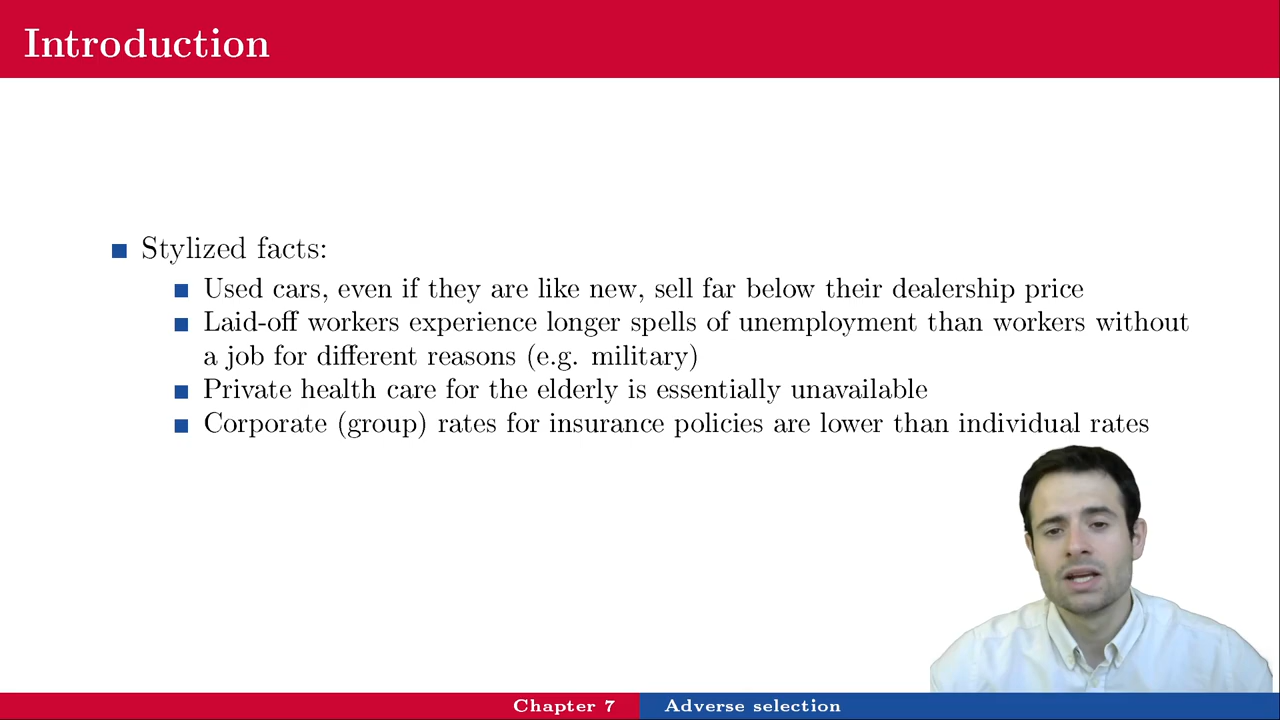 Introduction
Stylized facts:
Used cars, even if they are like new, sell far below their dealership price
Laid-off workers experience longer spells of unemployment than workers without
a job for different reasons (e.g. military)
Private health care for the elderly is essentially unavailable
Corporate (group) rates for insurance policies are lower than individual rates
Chapter 7
Adverse selection